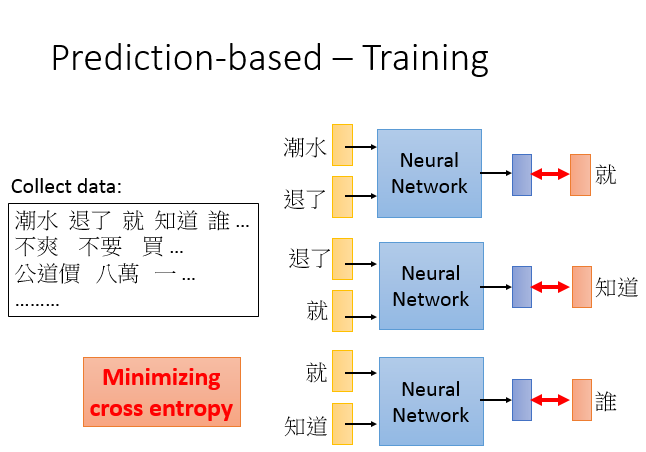 Prediction-based – Training
Collect data:
潮水 退了 就 知道 誰 …
不爽 不要 買 …
公道價 八萬 一 …
………
Minimizing
cross entropy
潮水
退了
Neural
Network
就
退了
就
Neural
Network
知道
就
知道
Neural
Network
誰